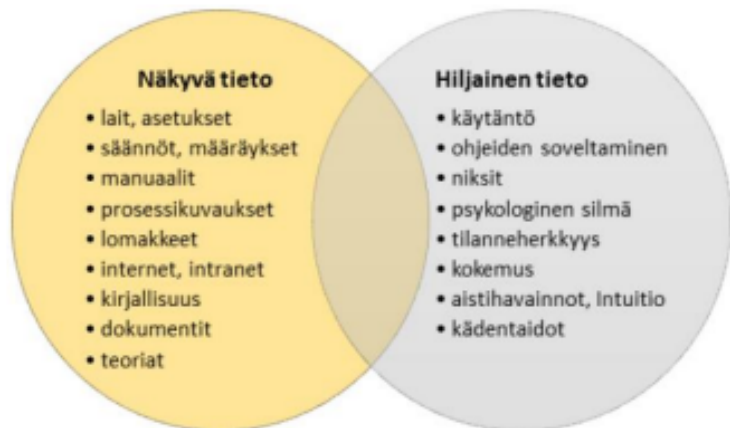 Näkyvä tieto
• lait, asetukset
• säännöt, määräykset
• manuaalit
• prosessikuvaukset
• lomakkeet
• internet, intranet
• kirjallisuus
• dokumentit
• teoriat
Hiljainen tieto
• käytäntö
• ohjeiden soveltaminen
• niksit
• psykologinen silmä
• tilanneherkkyys
• kokemus
• aistihavainnot, Intuitio
• kädentaidot